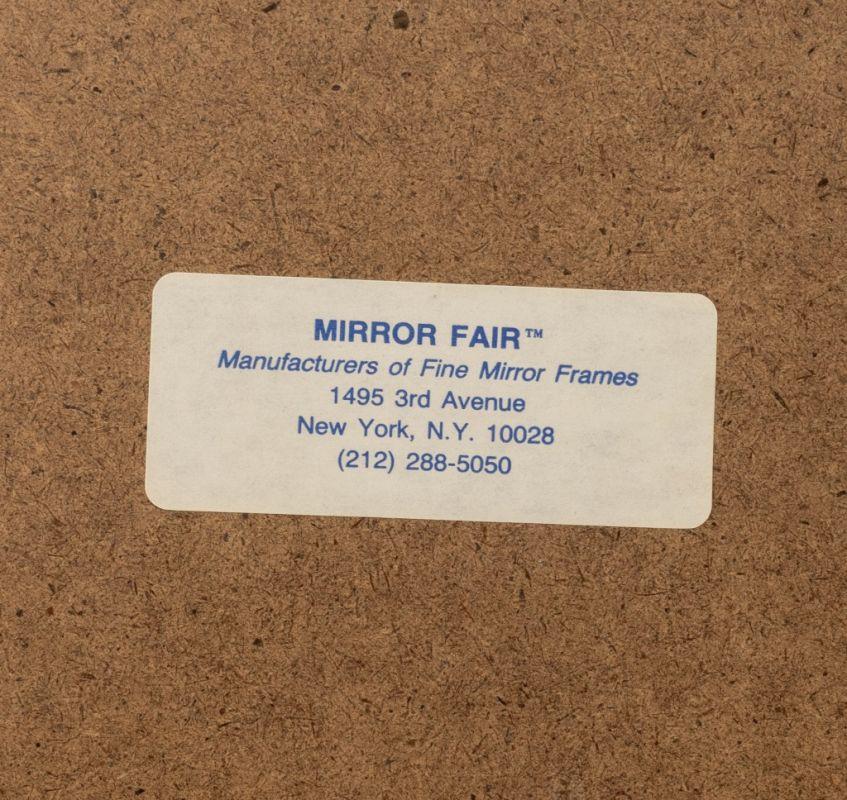 MIRROR FAIR™
Manufacturers of Fine Mirror Frames
1495 3rd Avenue
New York, N.Y. 10028
(212) 288-5050